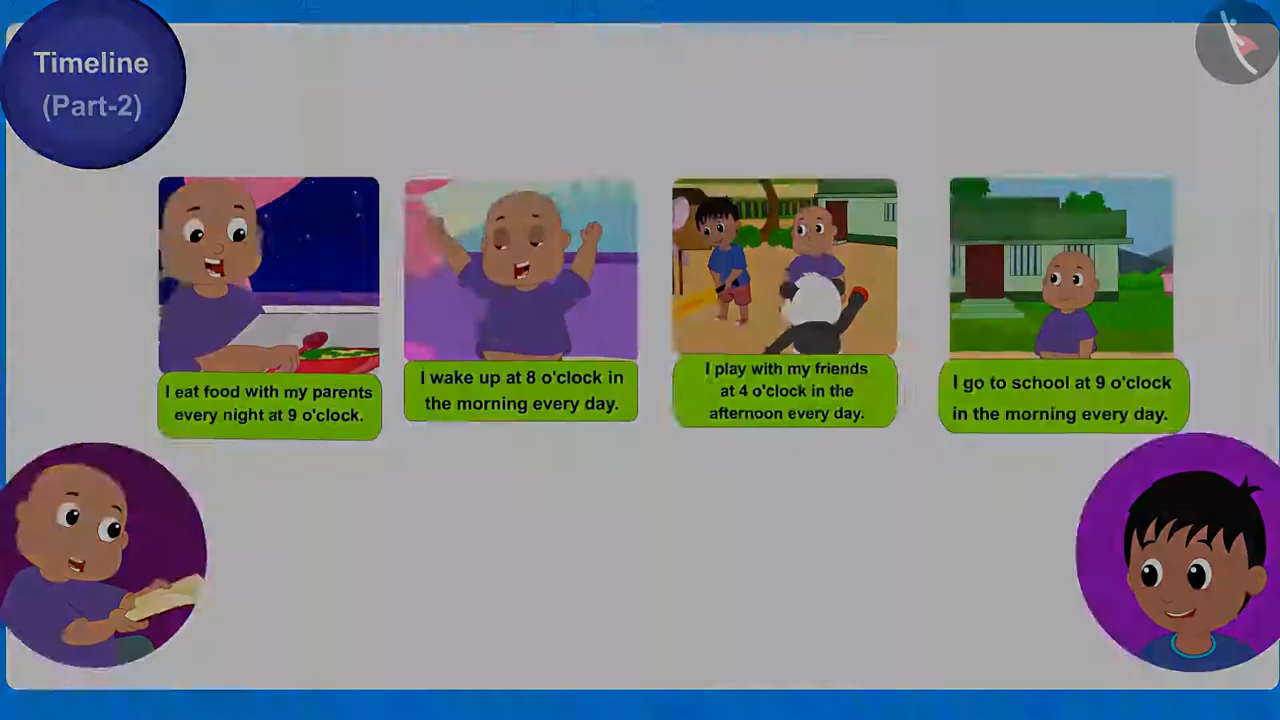 Timeline
(Part-2)
I eat food with my parents
every night at 9 o'clock.
I wake up at 8 o'clock in
the morning every day.
I play with my friends
at 4 o'clock in the
afternoon every day.
I go to school at 9 o'clock
in the morning every day.